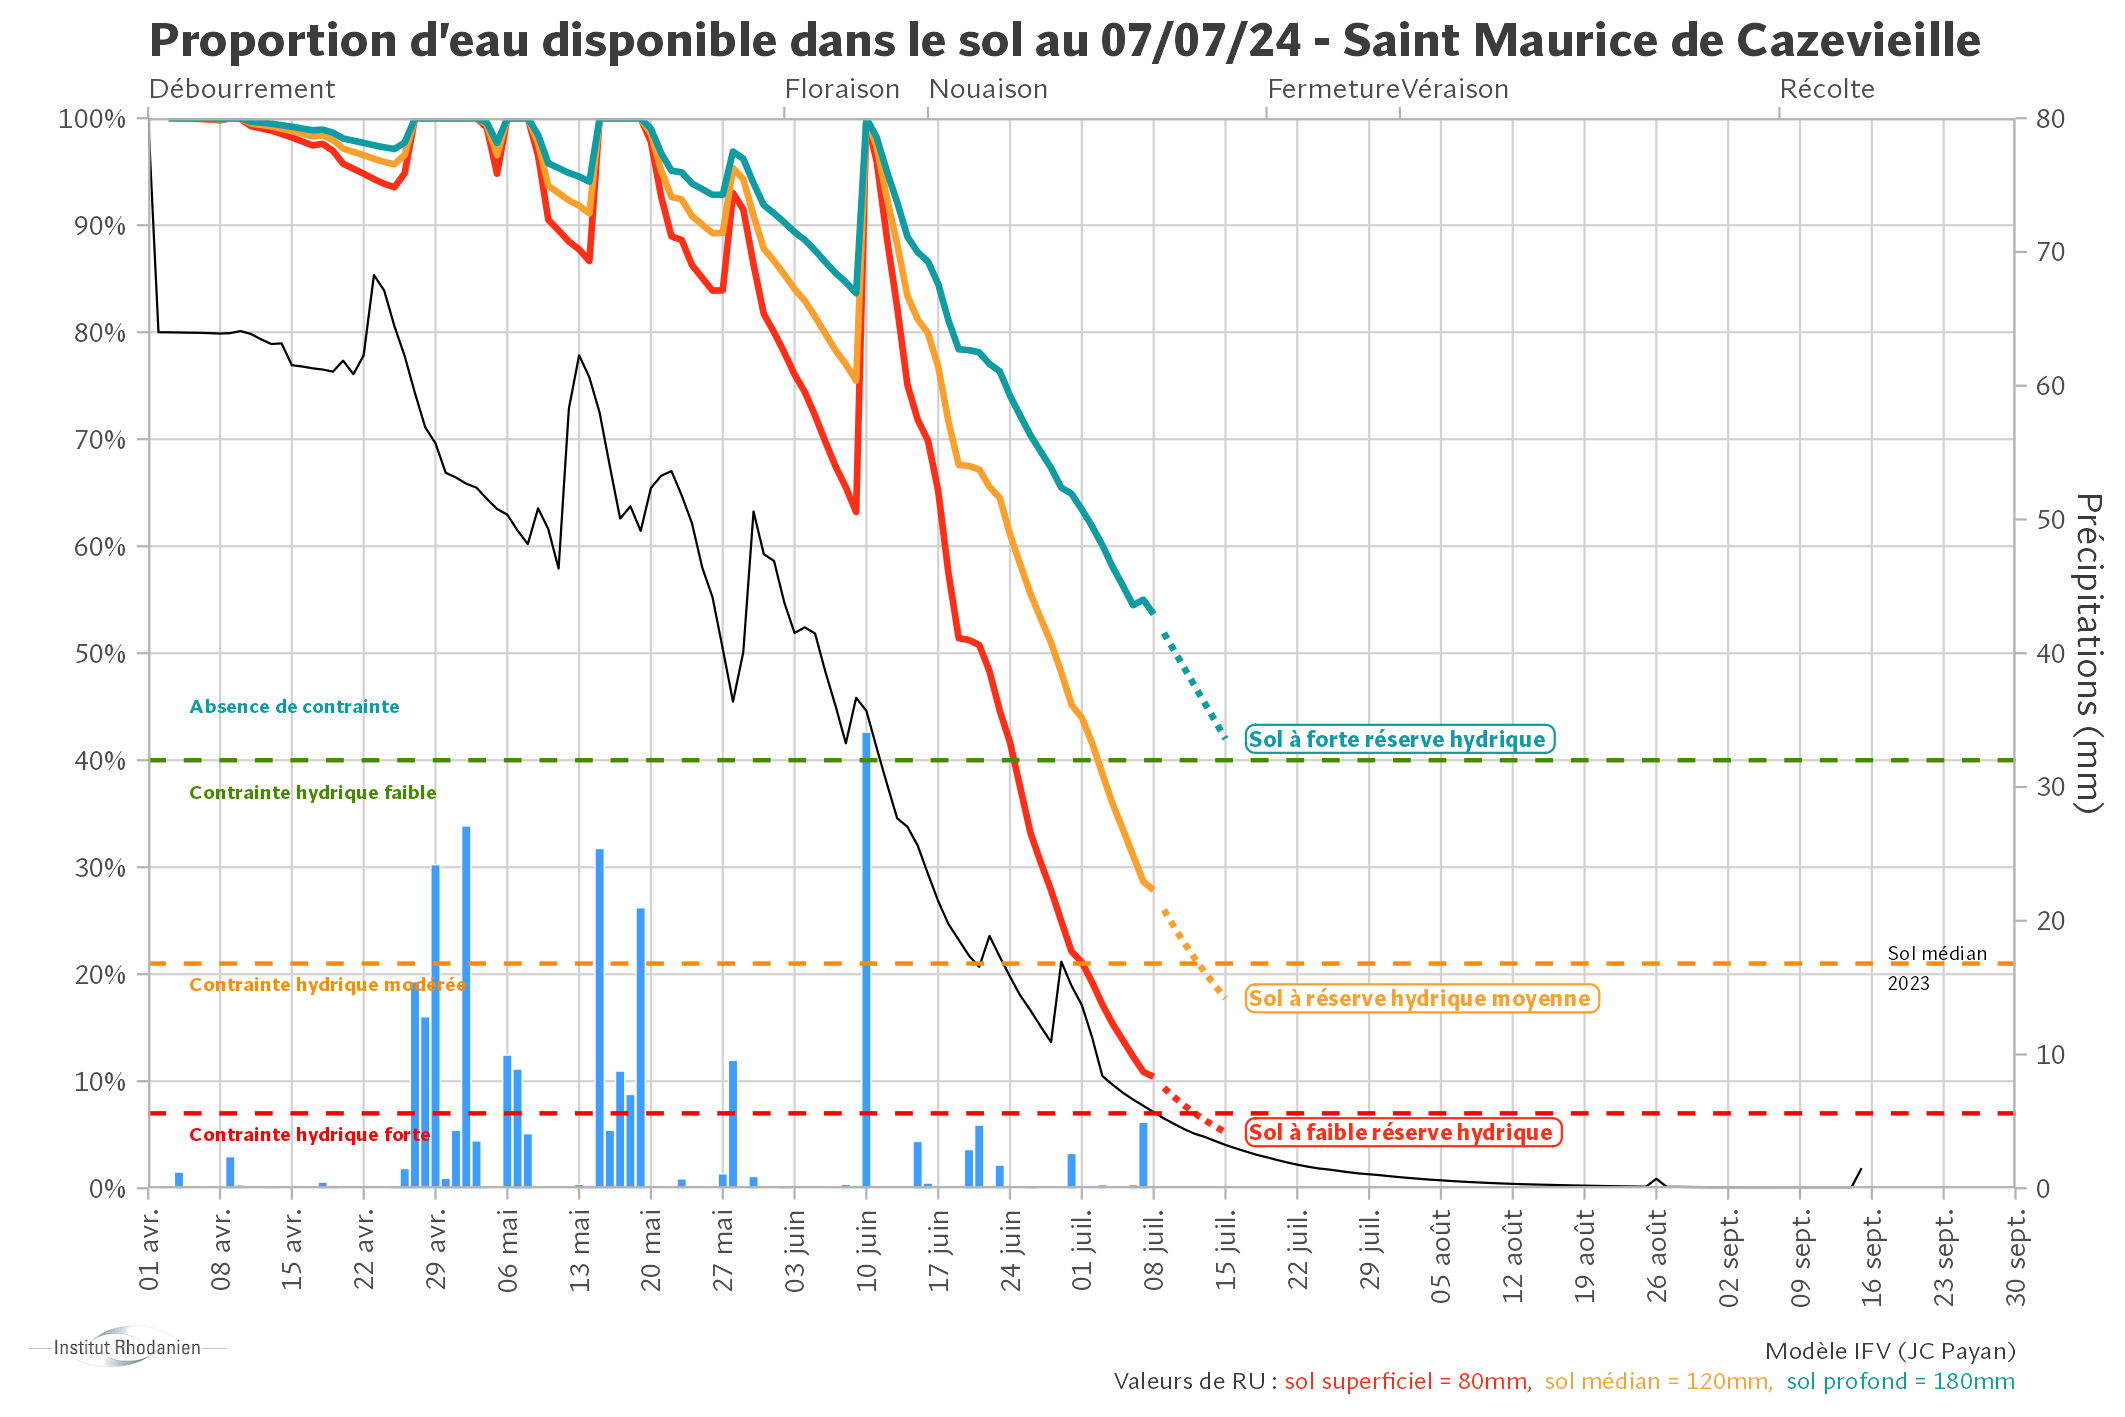 Proportion d'eau disponible dans le sol au 07/07/24 - Saint Maurice de Cazevieille
Débourrement Floraison Nouaison Fermeture Véraison Récolte
100% 80
90% 70
80% 60
70% 50
60% 40
50% 30
40% 20
30% 10
20% 0
10%
0%
Précipitations (mm)
Absence de contrainte
Sol à forte réserve hydrique
Contrainte hydrique faible
Sol médian
2023
Contrainte hydrique modérée
Sol à réserve hydrique moyenne
Contrainte hydrique forte
Sol à faible réserve hydrique
01 avr. 08 avr. 15 avr. 22 avr. 29 avr. 06 mai 13 mai 20 mai 27 mai 03 juin 10 juin 17 juin 24 juin 01 juil. 08 juil. 15 juil. 22 juil. 29 juil. 05 août 12 août 19 août 26 août 02 sept. 09 sept. 16 sept. 23 sept. 30 sept.
Institut Rhodanien
Modèle IFV (JC Payan)
Valeurs de RU : sol superficiel = 80mm, sol médian = 120mm, sol profond = 180mm